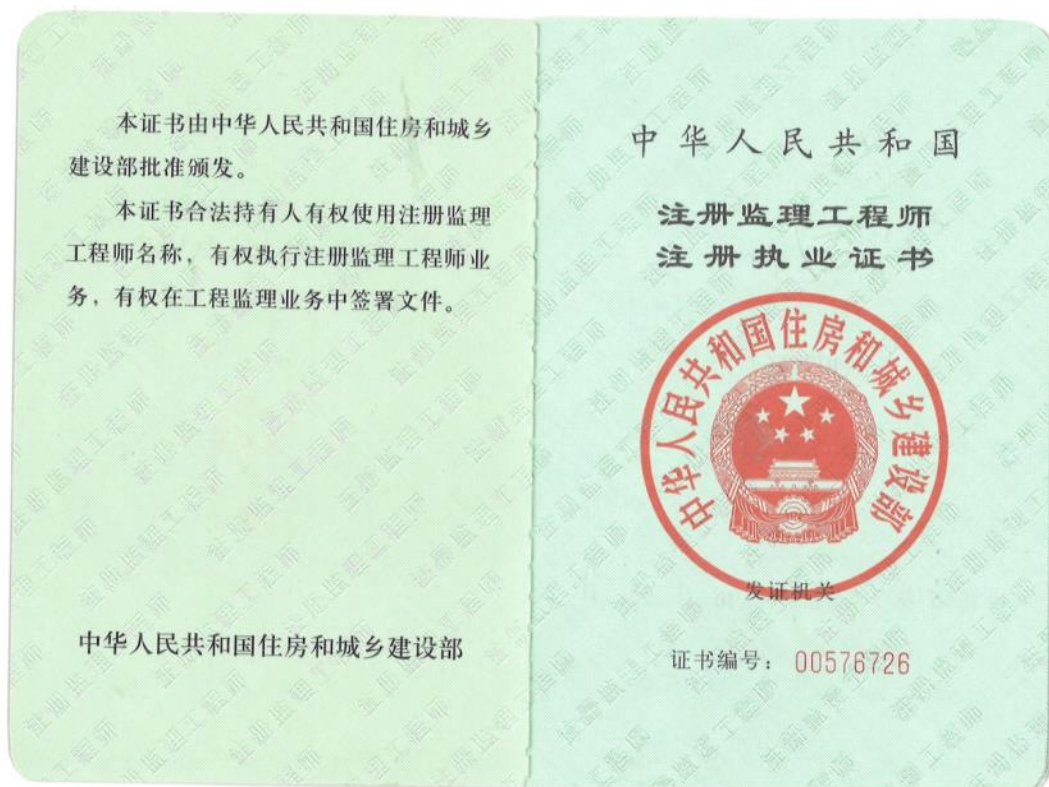 本证书由中华人民共和国住房和城乡
建设部批准颁发。
本证书合法持有人有权使用注册监理
工程师名称，有权执行注册监理工程师业
务，有权在工程监理业务中签署文件。
中华人民共和国住房和城乡建设部
中华人民共和国
注册监理工程师
注册执业证书
中华人民共和国住房和城乡建设部
发证机关
证书编号：00576726